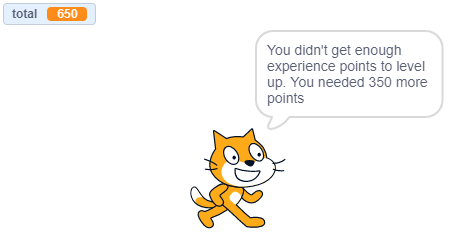 total 650
You didn't get enough
experience points to level
up. You needed 350 more
points